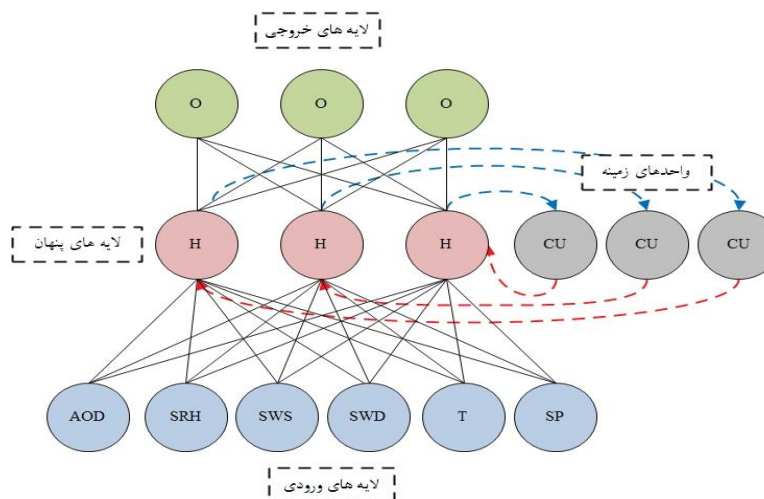 لایه های خروجی
O O O
واحدهای زمینه
لایه های پنهان
H H H CU CU CU
AOD SRH SWS SWD T SP
لایه های ورودی